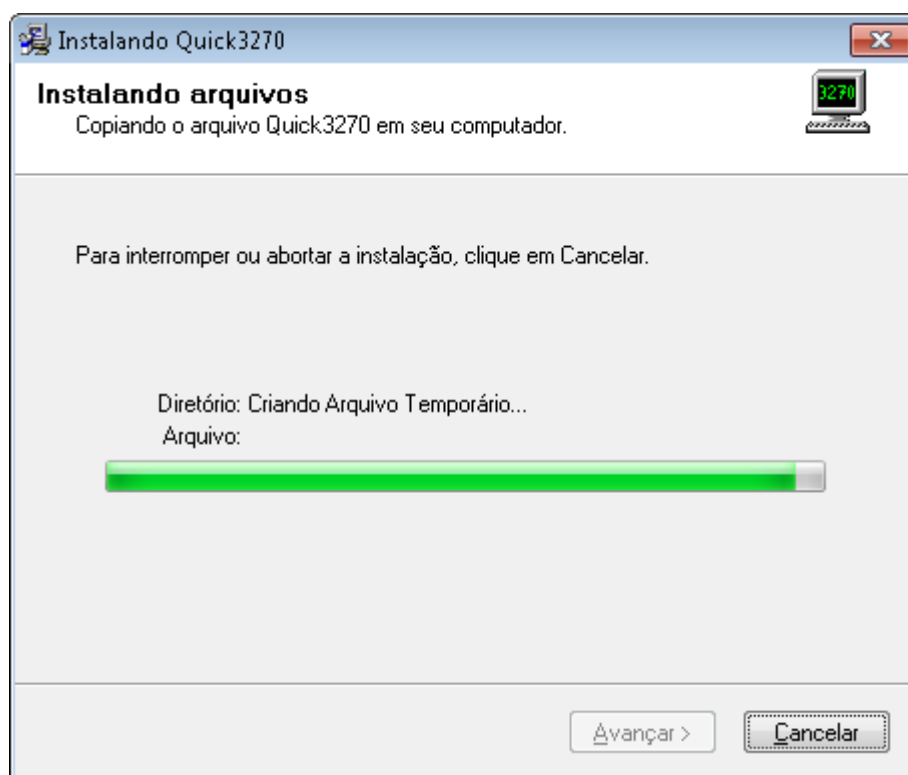 Instalando Quick3270
Instalando arquivos
3270
Copiando o arquivo Quick3270 em seu computador.
Para interromper ou abortar a instalação, clique em Cancelar.
Diretório: Criando Arquivo Temporário...
Arquivo:
Avançar >
Cancelar